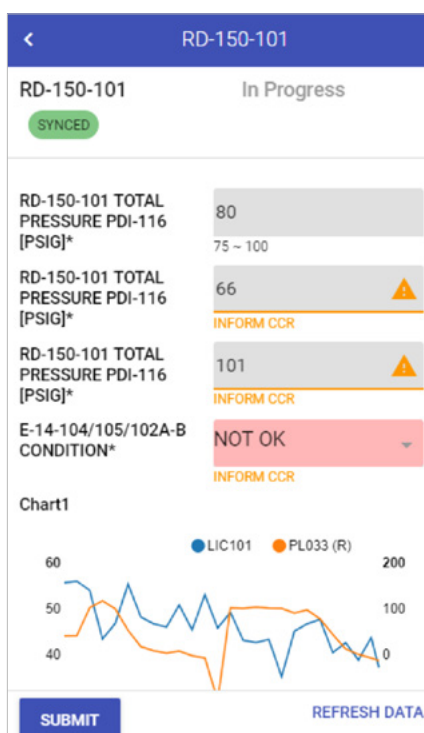 RD-150-101
RD-150-101 In Progress
SYNCED
RD-150-101 TOTAL
PRESSURE PDI-116
[PSIG]*
80
75 ~ 100
RD-150-101 TOTAL
PRESSURE PDI-116
[PSIG]*
66
INFORM CCR
RD-150-101 TOTAL
PRESSURE PDI-116
[PSIG]*
101
INFORM CCR
E-14-104/105/102A-B
CONDITION*
NOT OK
INFORM CCR
Chart1
LIC101 PL033 (R)
60 200
50 100
40 0
SUBMIT REFRESH DATA